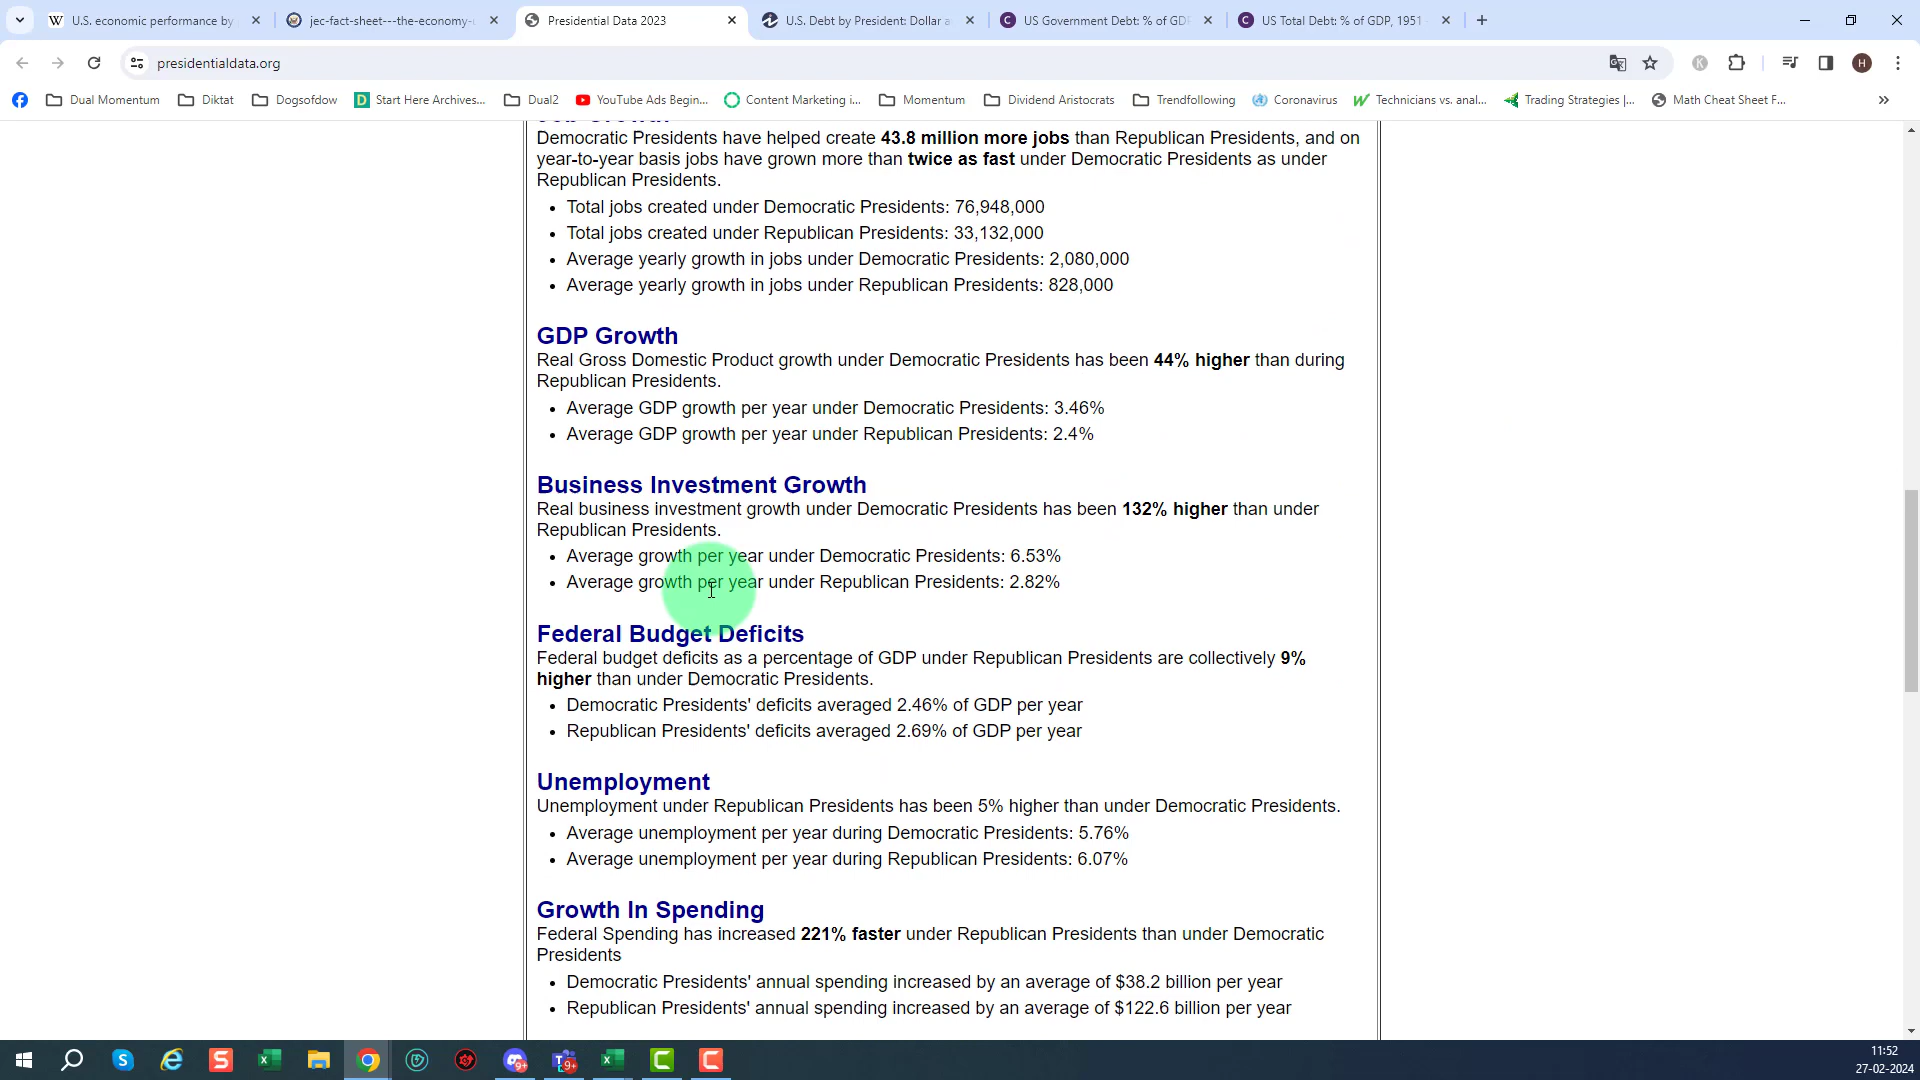 U.S. economic performance by
jec-fact-sheet---the-economy-u
Presidential Data 2023
U.S. Debt by President: Dollar a
US Government Debt: % of GDP
US Total Debt: % of GDP, 1951
presidentialdata.org
K
H
Dual Momentum
Diktat
Dogsofdow
Start Here Archives...
Dual2
YouTube Ads Begin...
Content Marketing i...
Momentum
Dividend Aristocrats
Trendfollowing
Coronavirus
Technicians vs. anal...
Trading Strategies |...
Math Cheat Sheet F...
Democratic Presidents have helped create 43.8 million more jobs than Republican Presidents, and on
year-to-year basis jobs have grown more than twice as fast under Democratic Presidents as under
Republican Presidents.
• Total jobs created under Democratic Presidents: 76,948,000
• Total jobs created under Republican Presidents: 33,132,000
• Average yearly growth in jobs under Democratic Presidents: 2,080,000
• Average yearly growth in jobs under Republican Presidents: 828,000
GDP Growth
Real Gross Domestic Product growth under Democratic Presidents has been 44% higher than during
Republican Presidents.
• Average GDP growth per year under Democratic Presidents: 3.46%
• Average GDP growth per year under Republican Presidents: 2.4%
Business Investment Growth
Real business investment growth under Democratic Presidents has been 132% higher than under
Republican Presidents.
• Average growth per year under Democratic Presidents: 6.53%
• Average growth per year under Republican Presidents: 2.82%
Federal Budget Deficits
Federal budget deficits as a percentage of GDP under Republican Presidents are collectively 9%
higher than under Democratic Presidents.
• Democratic Presidents' deficits averaged 2.46% of GDP per year
• Republican Presidents' deficits averaged 2.69% of GDP per year
Unemployment
Unemployment under Republican Presidents has been 5% higher than under Democratic Presidents.
• Average unemployment per year during Democratic Presidents: 5.76%
• Average unemployment per year during Republican Presidents: 6.07%
Growth In Spending
Federal Spending has increased 221% faster under Republican Presidents than under Democratic
Presidents
• Democratic Presidents' annual spending increased by an average of $38.2 billion per year
• Republican Presidents' annual spending increased by an average of $122.6 billion per year
11:52
27-02-2024